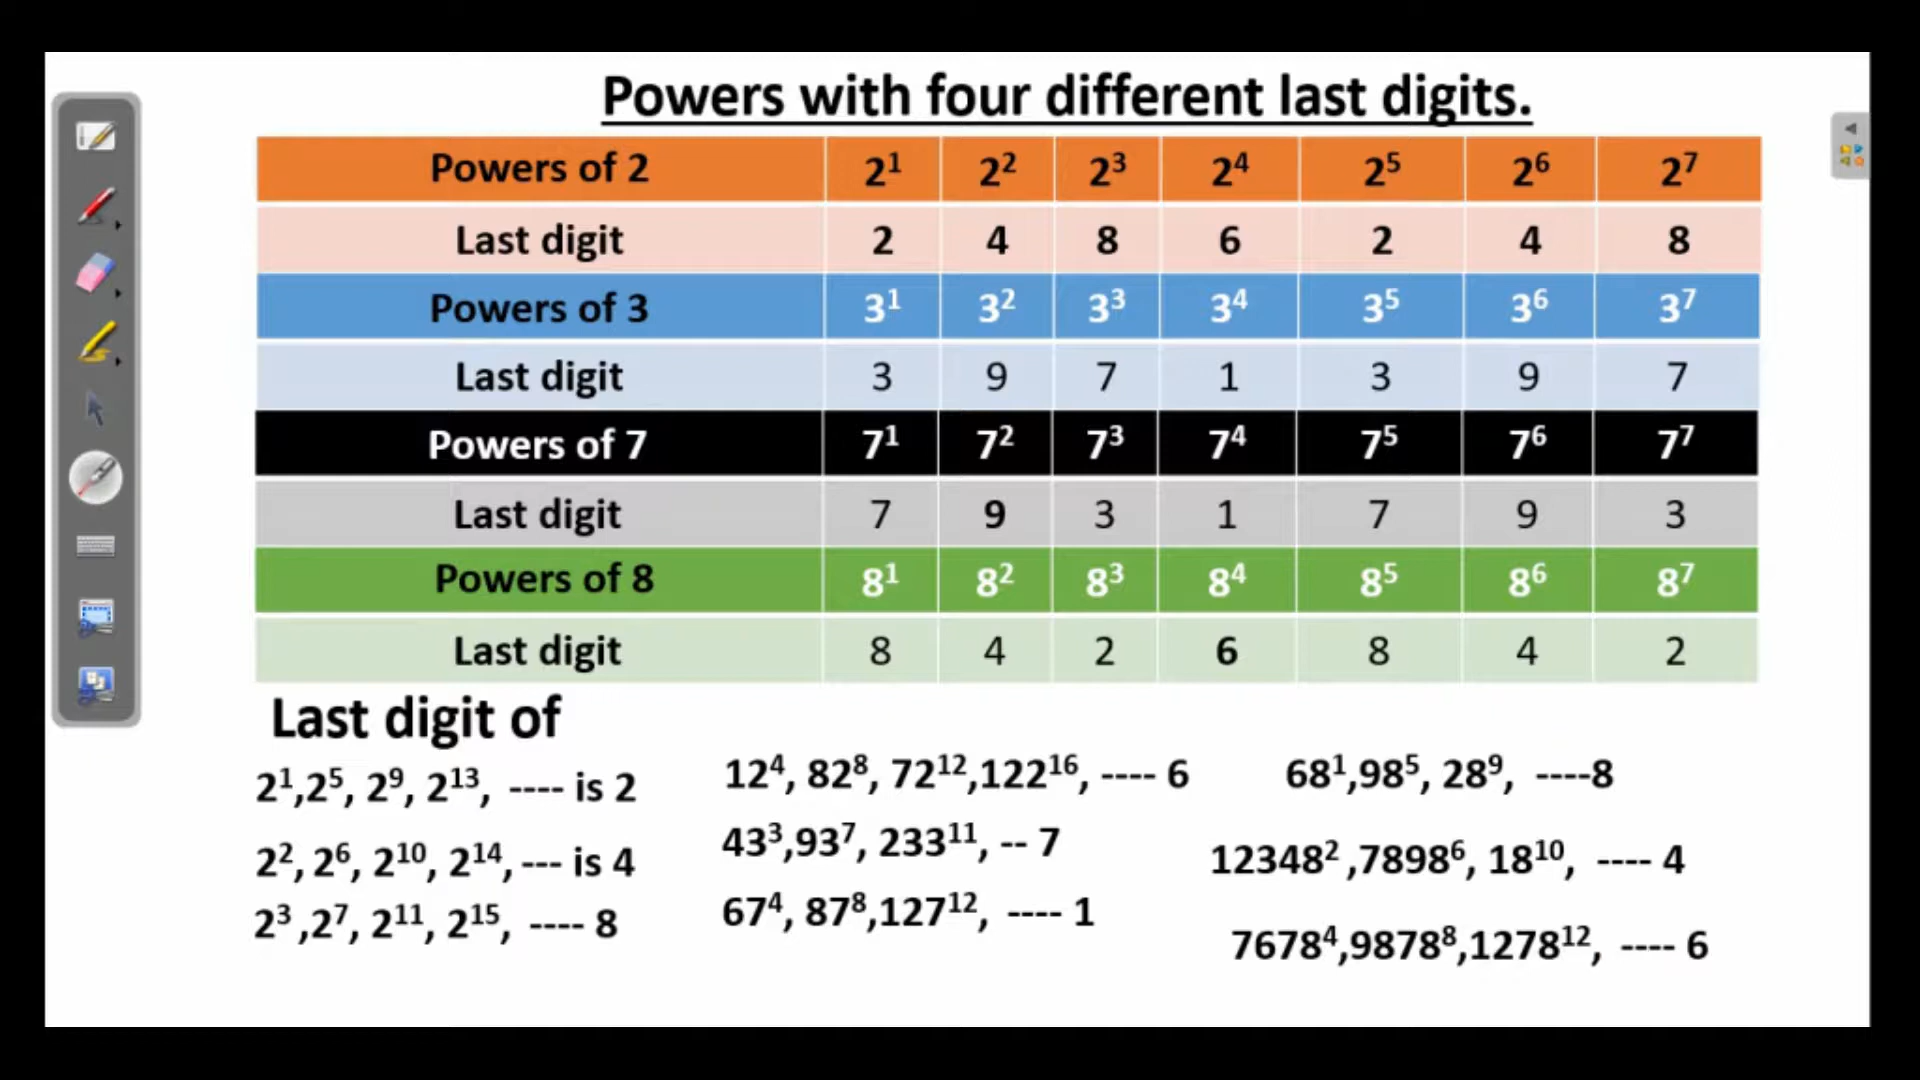 Powers with four different last digits.
Powers of 2 2¹ 2² 2³ 2⁴ 2⁵ 2⁶ 2⁷
Last digit 2 4 8 6 2 4 8
Powers of 3 3¹ 3² 3³ 3⁴ 3⁵ 3⁶ 3⁷
Last digit 3 9 7 1 3 9 7
Powers of 7 7¹ 7² 7³ 7⁴ 7⁵ 7⁶ 7⁷
Last digit 7 9 3 1 7 9 3
Powers of 8 8¹ 8² 8³ 8⁴ 8⁵ 8⁶ 8⁷
Last digit 8 4 2 6 8 4 2
Last digit of
2¹,2⁵, 2⁹, 2¹³, ---- is 2
2², 2⁶, 2¹⁰, 2¹⁴, --- is 4
2³ ,2⁷, 2¹¹, 2¹⁵, ---- 8
12⁴, 82⁸, 72¹²,122¹⁶, ---- 6
43³,93⁷, 233¹¹, -- 7
67⁴, 87⁸,127¹², ---- 1
68¹,98⁵, 28⁹, ----8
12348² ,7898⁶, 18¹⁰, ---- 4
7678⁴,9878⁸,1278¹², ---- 6